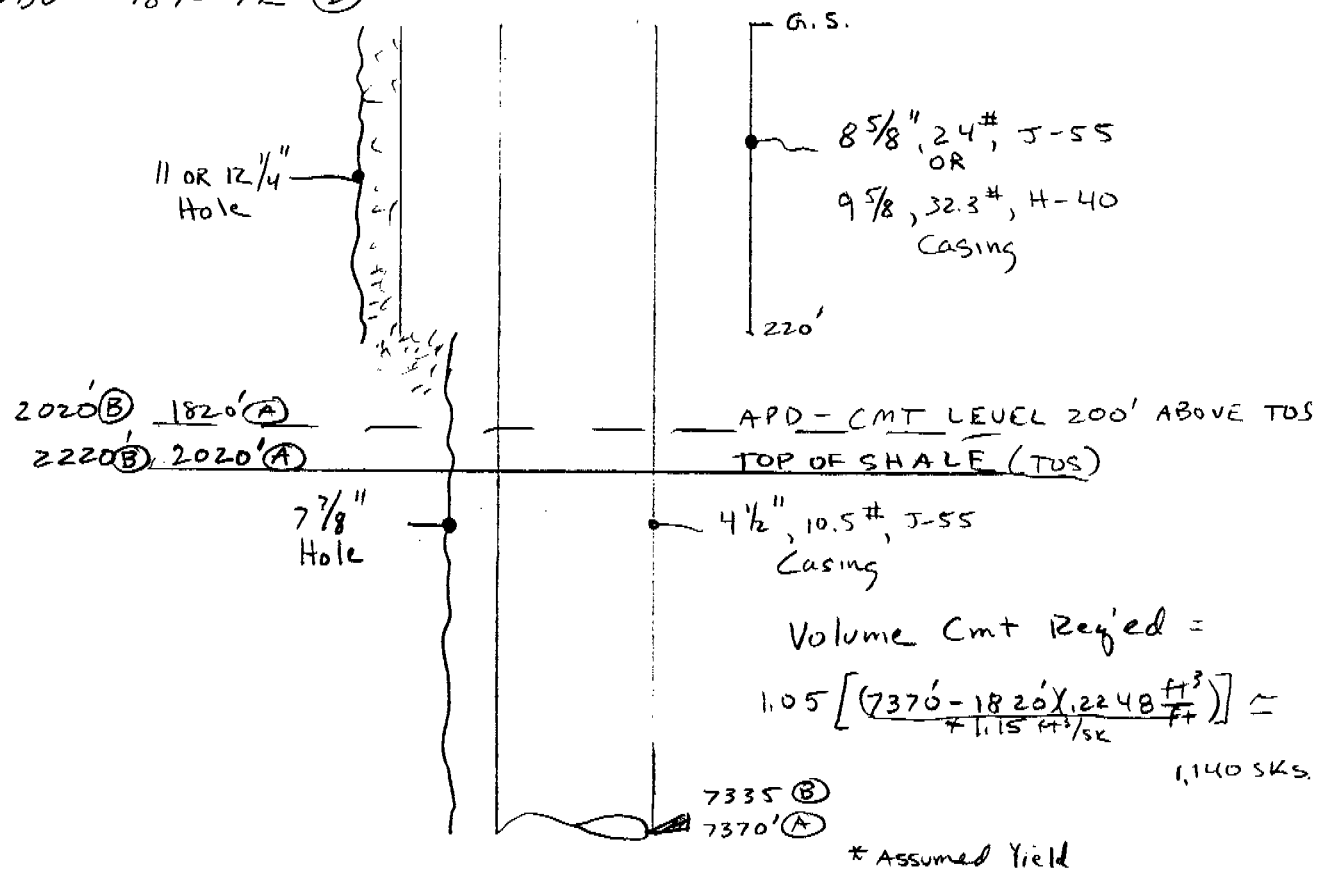 G.S.
8 5/8", 24#, J-55
OR
9 5/8, 32.3#, H-40
Casing
11 OR 12 1/4"
Hole
220'
2020' Ⓑ 1820' Ⓐ
APD - CMT LEVEL 200' ABOVE TOS
2220' Ⓑ, 2020' Ⓐ
TOP OF SHALE (TOS)
7 7/8"
Hole
4 1/2", 10.5#, J-55
Casing
Volume Cmt Req'ed =
1.05 [(7370' - 1820')(.2248 ft³/Ft)] ≃
* 1.15 ft³/SK
1,140 SKS.
7335 Ⓑ
7370' Ⓐ
* Assumed Yield